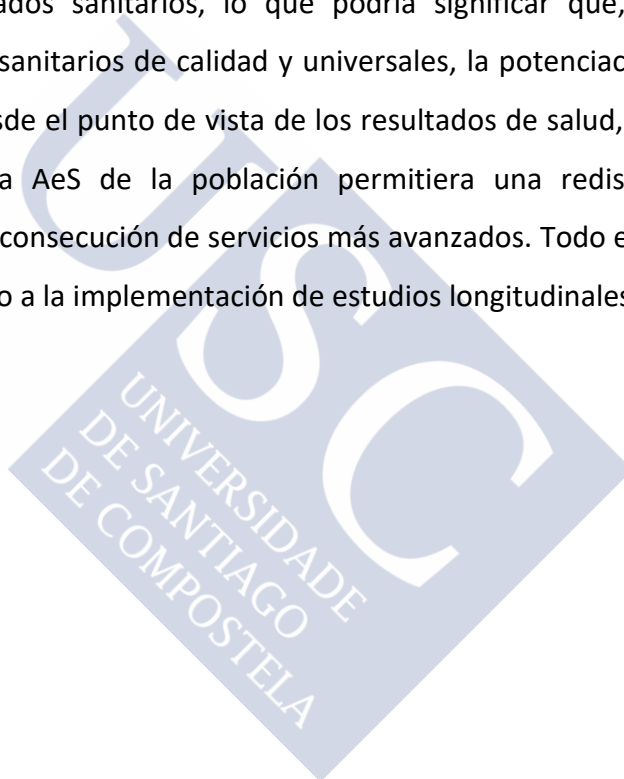 ados sanitarios, lo que podría significar que,
sanitarios de calidad y universales, la potenciac
sde el punto de vista de los resultados de salud,
a AeS de la población permitiera una redis
consecución de servicios más avanzados. Todo e
o a la implementación de estudios longitudinales
USC
UNIVERSIDADE
DE SANTIAGO
DE COMPOSTELA